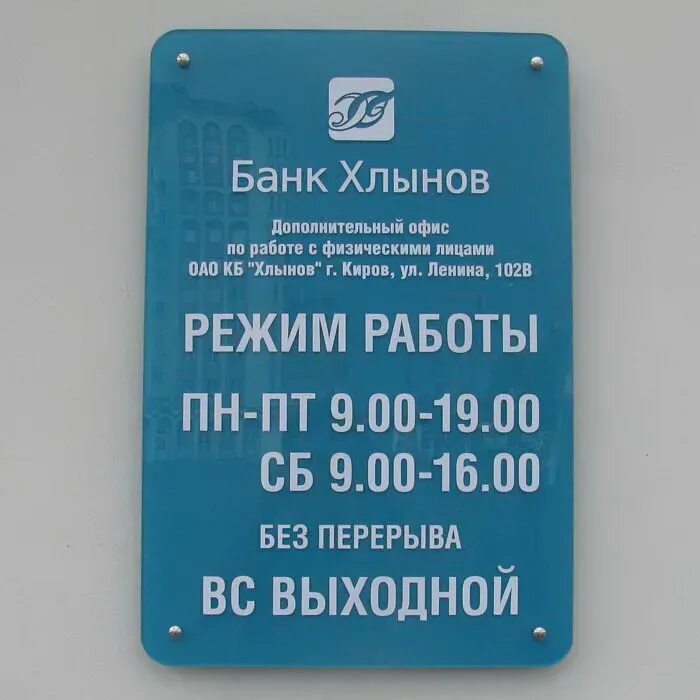 Банк Хлынов
Дополнительный офис
по работе с физическими лицами
ОАО КБ "Хлынов" г. Киров, ул. Ленина, 102В
РЕЖИМ РАБОТЫ
ПН-ПТ 9.00-19.00
СБ 9.00-16.00
БЕЗ ПЕРЕРЫВА
ВС ВЫХОДНОЙ